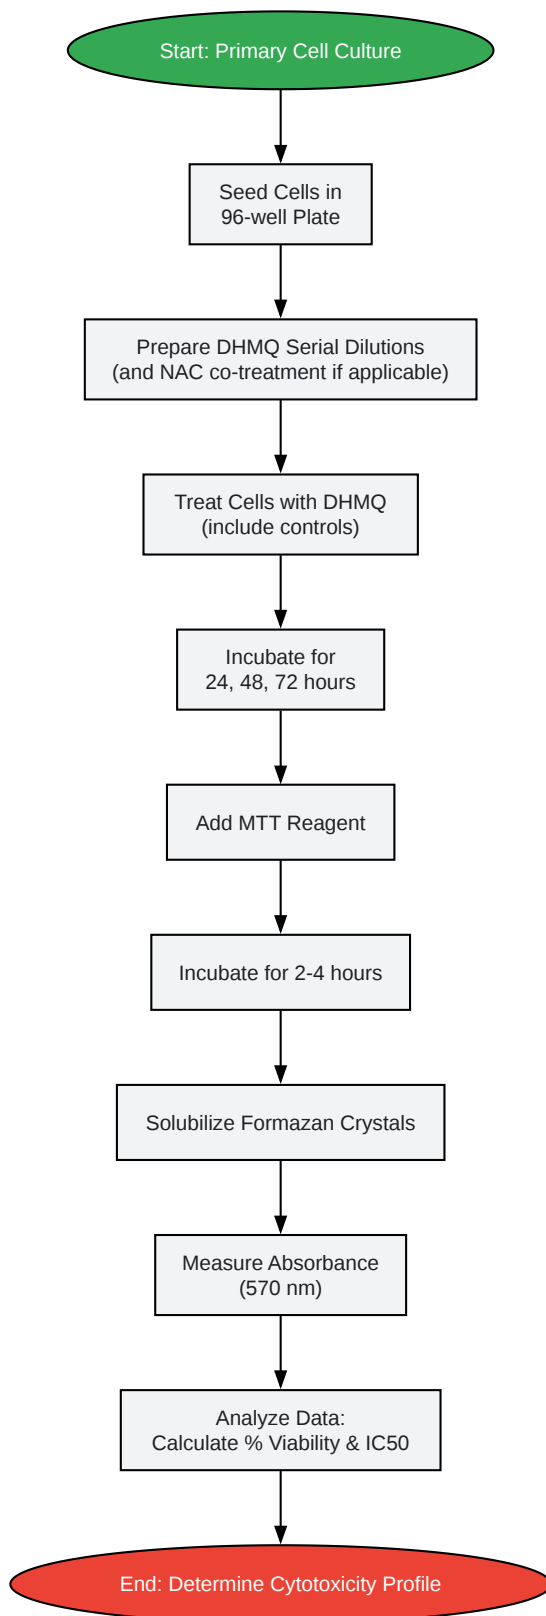 Start: Primary Cell Culture
Seed Cells in
96-well Plate
Prepare DHMQ Serial Dilutions
(and NAC co-treatment if applicable)
Treat Cells with DHMQ
(include controls)
Incubate for
24, 48, 72 hours
Add MTT Reagent
Incubate for 2-4 hours
Solubilize Formazan Crystals
Measure Absorbance
(570 nm)
Analyze Data:
Calculate % Viability & IC50
End: Determine Cytotoxicity Profile